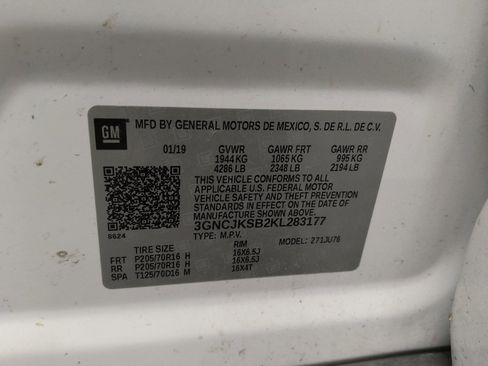 GM
MFD BY GENERAL MOTORS DE MEXICO, S. DE R.L. DE C.V.
01/19 GVWR GAWR FRT GAWR RR
1944 KG 1065 KG 995 KG
4286 LB 2348 LB 2194 LB
THIS VEHICLE CONFORMS TO ALL
APPLICABLE U.S. FEDERAL MOTOR
VEHICLE SAFETY AND THEFT PREVENTION
STANDARDS IN EFFECT ON THE DATE OF
MANUFACTURE SHOWN ABOVE.
3GNCJKSB2KL283177
8624 TYPE: M.P.V. MODEL: 271JU76
TIRE SIZE RIM
FRT P205/70R16 H 16X6.5J
RR P205/70R16 H 16X6.5J
SPA T125/70D16 M 16X4T